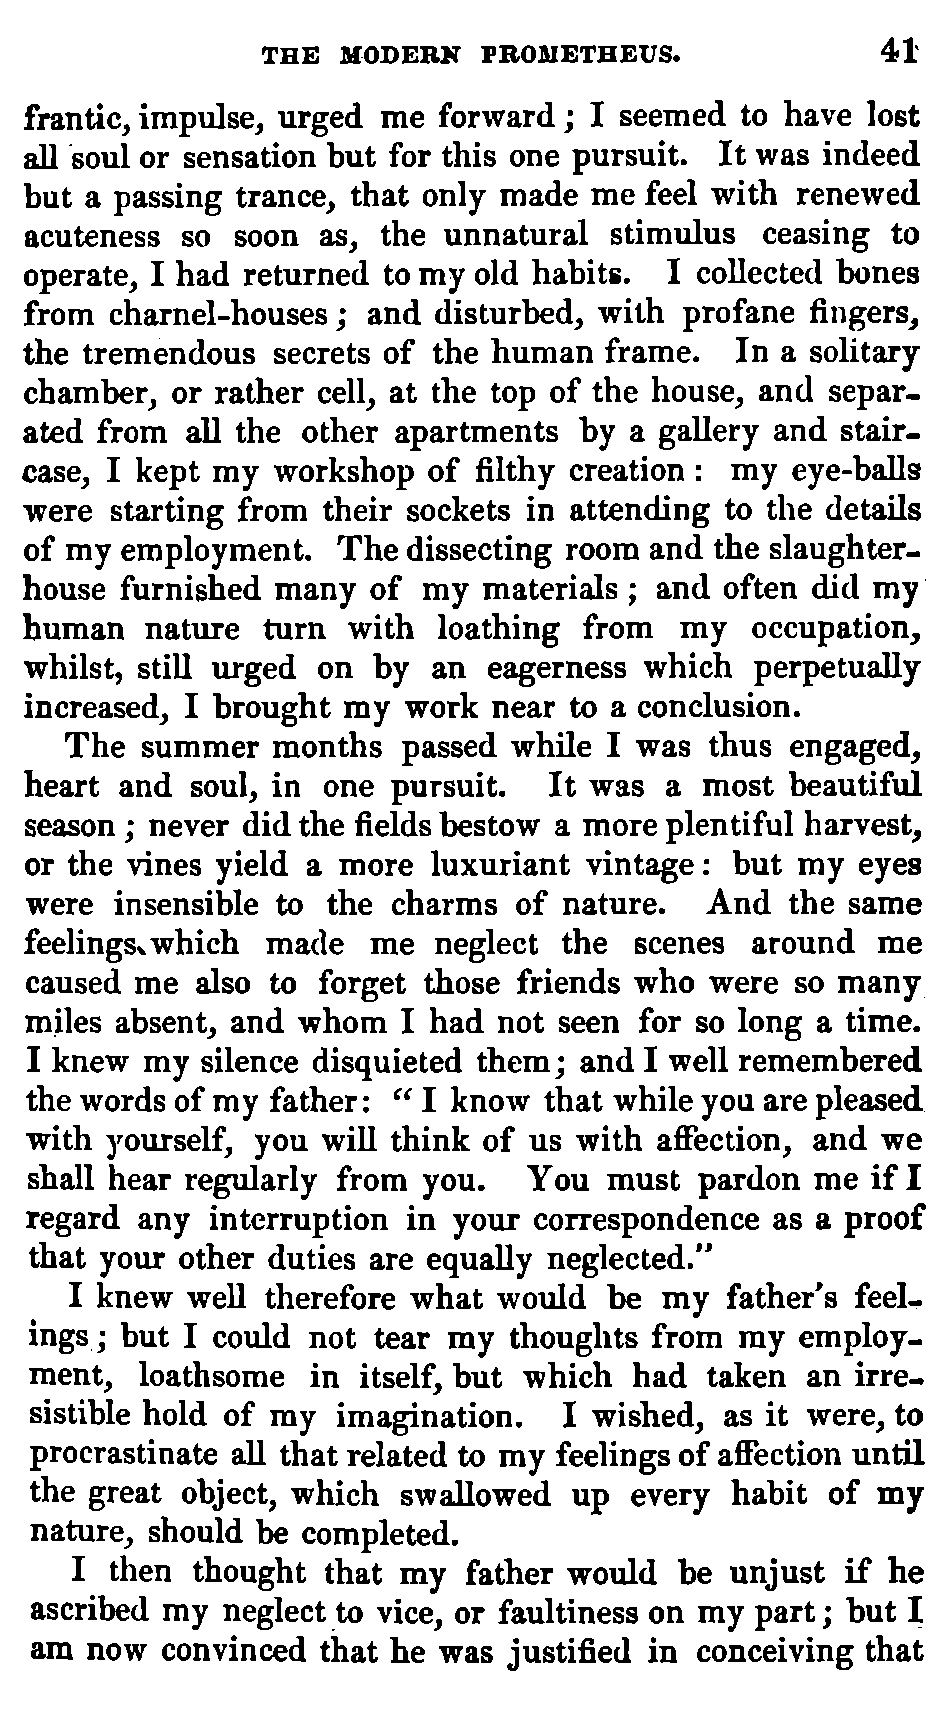 THE MODERN PROMETHEUS. 41
frantic, impulse, urged me forward ; I seemed to have lost
all soul or sensation but for this one pursuit. It was indeed
but a passing trance, that only made me feel with renewed
acuteness so soon as, the unnatural stimulus ceasing to
operate, I had returned to my old habits. I collected bones
from charnel-houses ; and disturbed, with profane fingers,
the tremendous secrets of the human frame. In a solitary
chamber, or rather cell, at the top of the house, and separ-
ated from all the other apartments by a gallery and stair-
case, I kept my workshop of filthy creation : my eye-balls
were starting from their sockets in attending to the details
of my employment. The dissecting room and the slaughter-
house furnished many of my materials ; and often did my
human nature turn with loathing from my occupation,
whilst, still urged on by an eagerness which perpetually
increased, I brought my work near to a conclusion.
The summer months passed while I was thus engaged,
heart and soul, in one pursuit. It was a most beautiful
season ; never did the fields bestow a more plentiful harvest,
or the vines yield a more luxuriant vintage : but my eyes
were insensible to the charms of nature. And the same
feelings which made me neglect the scenes around me
caused me also to forget those friends who were so many
miles absent, and whom I had not seen for so long a time.
I knew my silence disquieted them ; and I well remembered
the words of my father : “ I know that while you are pleased
with yourself, you will think of us with affection, and we
shall hear regularly from you. You must pardon me if I
regard any interruption in your correspondence as a proof
that your other duties are equally neglected.”
I knew well therefore what would be my father's feel-
ings ; but I could not tear my thoughts from my employ-
ment, loathsome in itself, but which had taken an irre-
sistible hold of my imagination. I wished, as it were, to
procrastinate all that related to my feelings of affection until
the great object, which swallowed up every habit of my
nature, should be completed.
I then thought that my father would be unjust if he
ascribed my neglect to vice, or faultiness on my part ; but I
am now convinced that he was justified in conceiving that